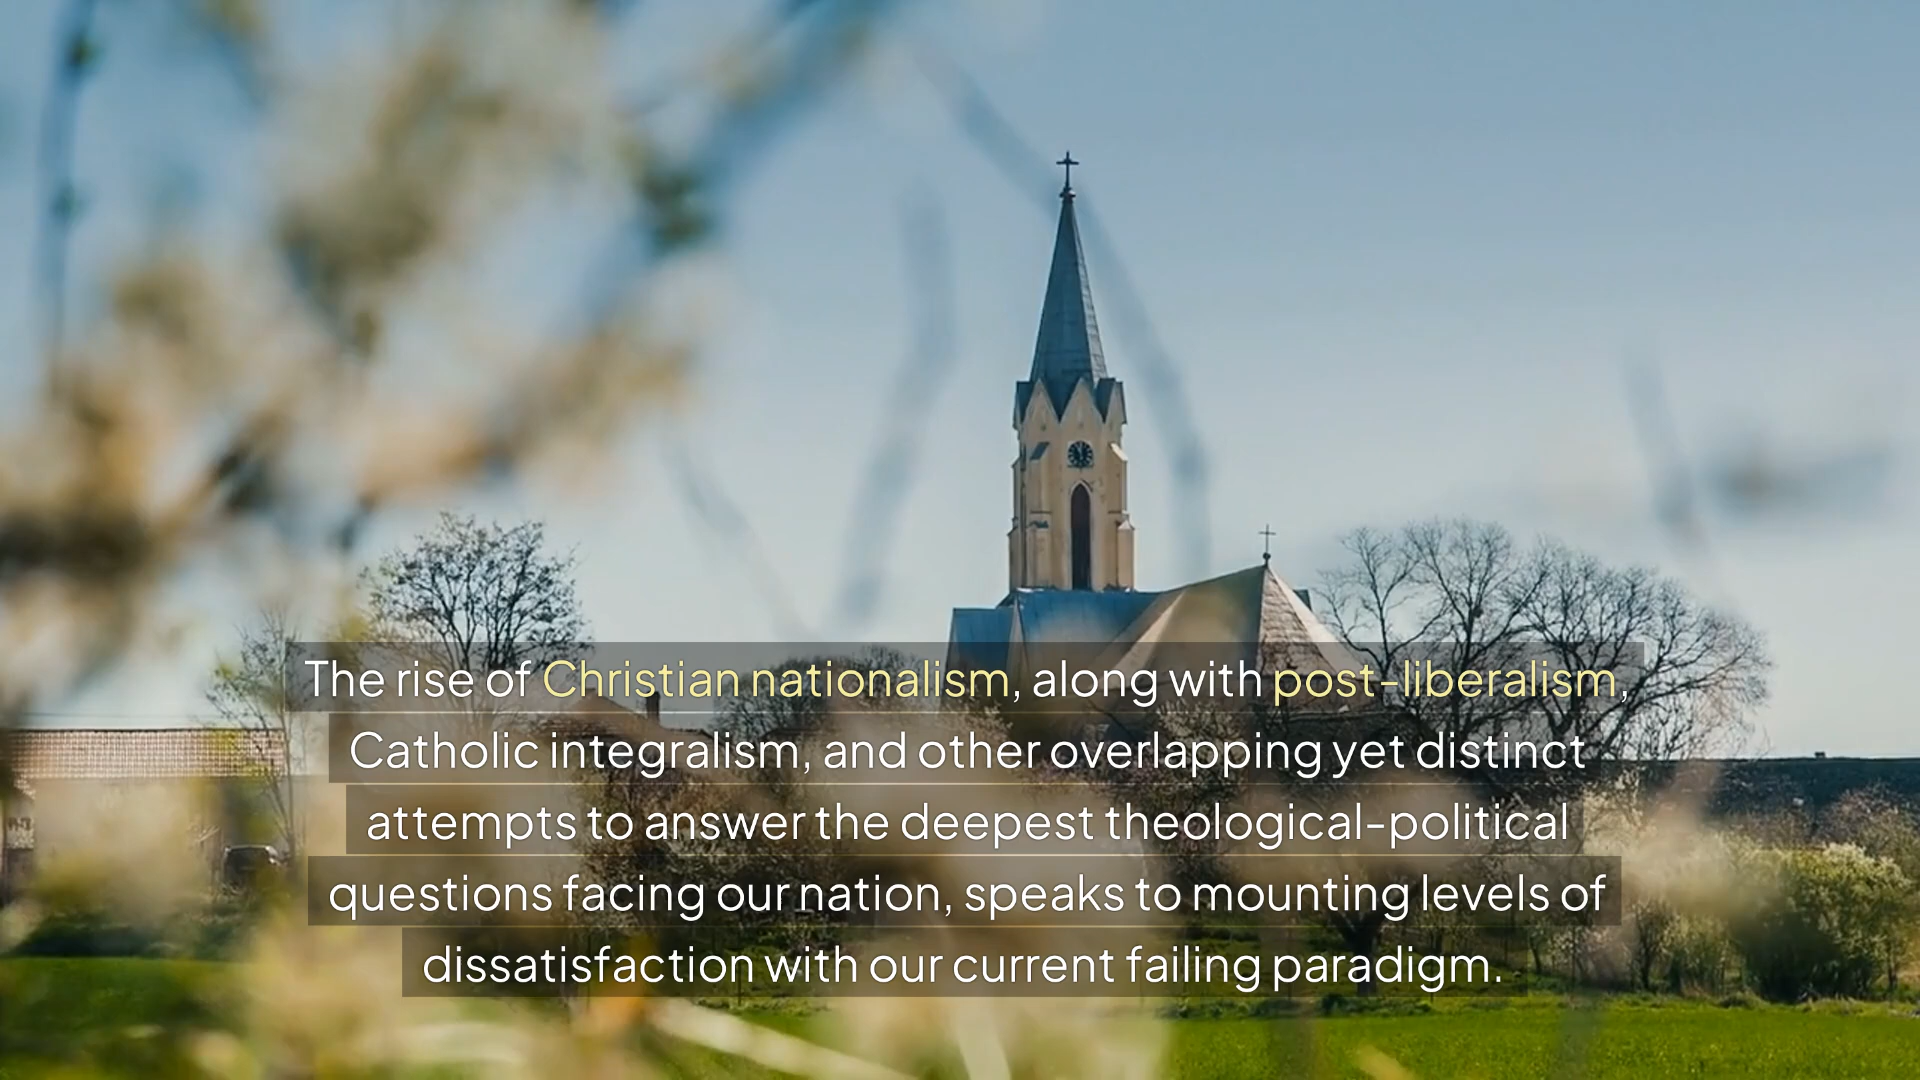 The rise of Christian nationalism, along with post-liberalism,
Catholic integralism, and other overlapping yet distinct
attempts to answer the deepest theological-political
questions facing our nation, speaks to mounting levels of
dissatisfaction with our current failing paradigm.